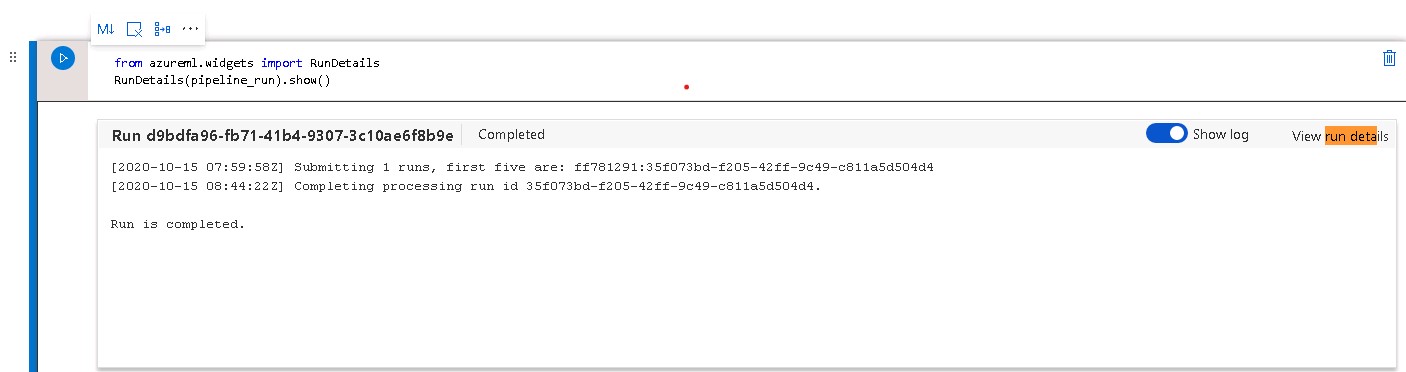 M↓
from azureml.widgets import RunDetails
RunDetails(pipeline_run).show()
Run d9bdfa96-fb71-41b4-9307-3c10ae6f8b9e Completed Show log View run details
[2020-10-15 07:59:58Z] Submitting 1 runs, first five are: ff781291:35f073bd-f205-42ff-9c49-c811a5d504d4
[2020-10-15 08:44:22Z] Completing processing run id 35f073bd-f205-42ff-9c49-c811a5d504d4.
Run is completed.